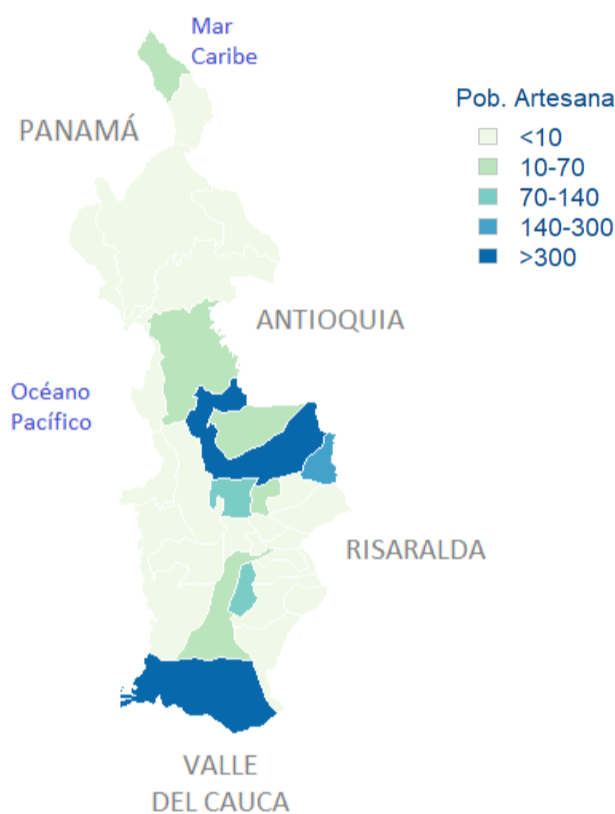 Mar
Caribe
PANAMÁ
Pob. Artesana
<10
10-70
70-140
140-300
>300
ANTIOQUIA
Océano
Pacífico
RISARALDA
VALLE
DEL CAUCA